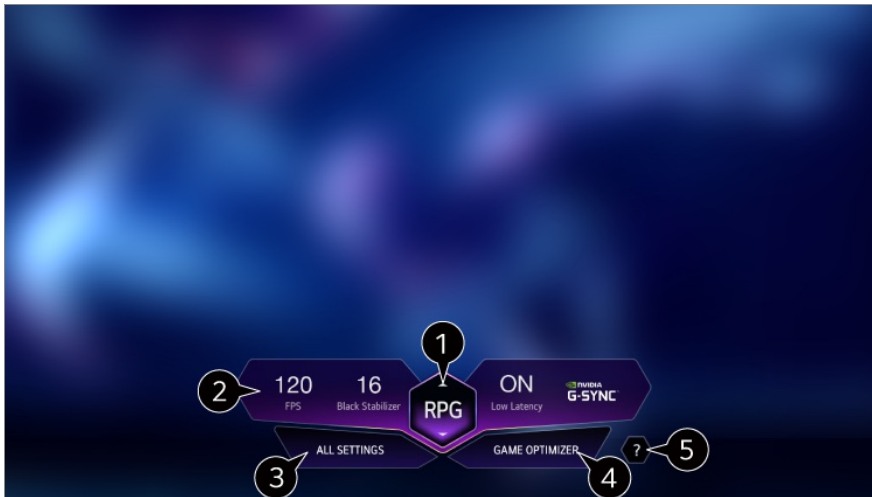 1
2
120
FPS
16
Black Stabilizer
RPG
ON
Low Latency
NVIDIA
G-SYNC
ALL SETTINGS
GAME OPTIMIZER
?
3
4
5